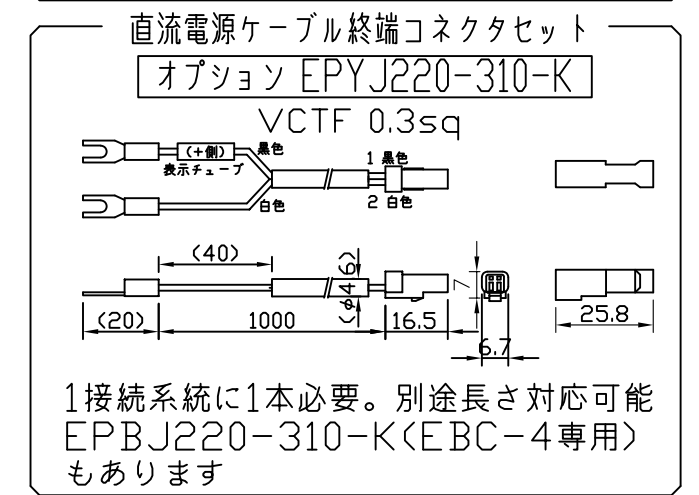 直流電源ケーブル終端コネクタセット
オプション EPYJ220-310-K
VCTF 0.3sq
(+側)
黒色
表示チューブ
白色
1 黒色
2 白色
(40)
(φ4.6)
7
(20)
1000
16.5
6.7
25.8
1接続系統に1本必要。別途長さ対応可能
EPBJ220-310-K(EBC-4専用)
もあります